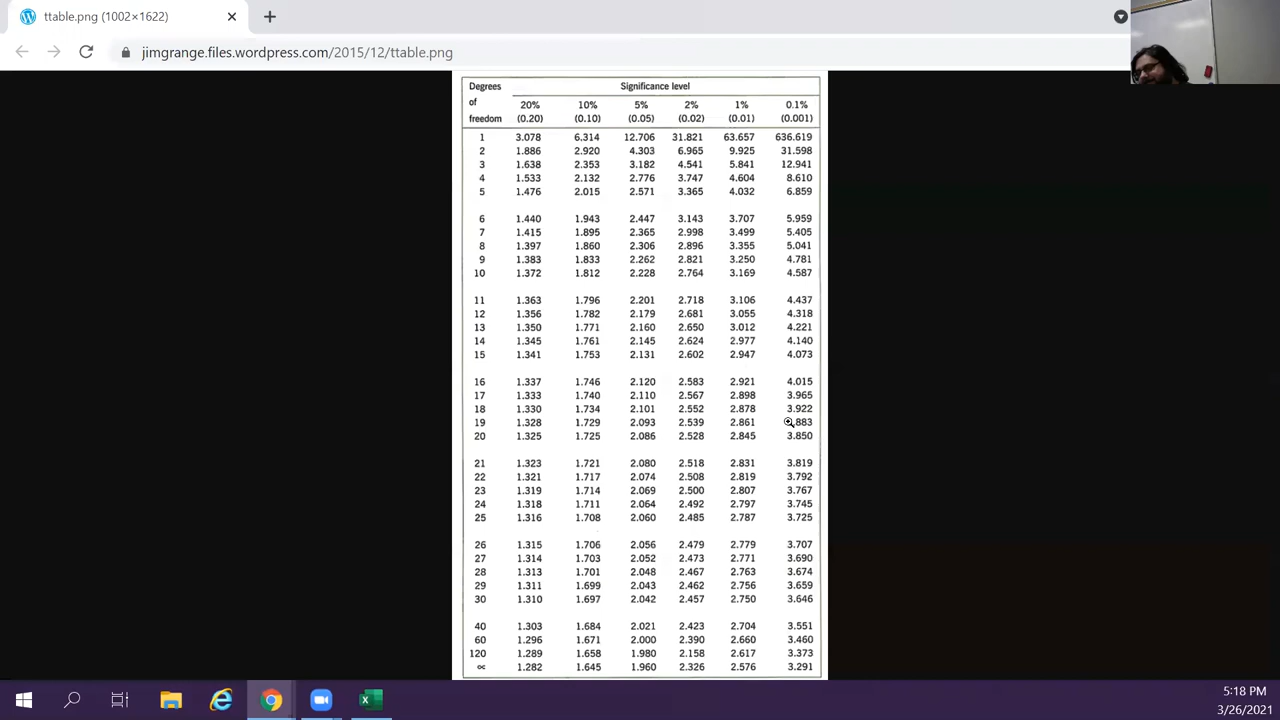 ttable.png (1002×1622)
jimgrange.files.wordpress.com/2015/12/ttable.png
Degrees of freedom Significance level
20% 10% 5% 2% 1% 0.1%
(0.20) (0.10) (0.05) (0.02) (0.01) (0.001)
1 3.078 6.314 12.706 31.821 63.657 636.619
2 1.886 2.920 4.303 6.965 9.925 31.598
3 1.638 2.353 3.182 4.541 5.841 12.941
4 1.533 2.132 2.776 3.747 4.604 8.610
5 1.476 2.015 2.571 3.365 4.032 6.859
6 1.440 1.943 2.447 3.143 3.707 5.959
7 1.415 1.895 2.365 2.998 3.499 5.405
8 1.397 1.860 2.306 2.896 3.355 5.041
9 1.383 1.833 2.262 2.821 3.250 4.781
10 1.372 1.812 2.228 2.764 3.169 4.587
11 1.363 1.796 2.201 2.718 3.106 4.437
12 1.356 1.782 2.179 2.681 3.055 4.318
13 1.350 1.771 2.160 2.650 3.012 4.221
14 1.345 1.761 2.145 2.624 2.977 4.140
15 1.341 1.753 2.131 2.602 2.947 4.073
16 1.337 1.746 2.120 2.583 2.921 4.015
17 1.333 1.740 2.110 2.567 2.898 3.965
18 1.330 1.734 2.101 2.552 2.878 3.922
19 1.328 1.729 2.093 2.539 2.861 .883
20 1.325 1.725 2.086 2.528 2.845 3.850
21 1.323 1.721 2.080 2.518 2.831 3.819
22 1.321 1.717 2.074 2.508 2.819 3.792
23 1.319 1.714 2.069 2.500 2.807 3.767
24 1.318 1.711 2.064 2.492 2.797 3.745
25 1.316 1.708 2.060 2.485 2.787 3.725
26 1.315 1.706 2.056 2.479 2.779 3.707
27 1.314 1.703 2.052 2.473 2.771 3.690
28 1.313 1.701 2.048 2.467 2.763 3.674
29 1.311 1.699 2.043 2.462 2.756 3.659
30 1.310 1.697 2.042 2.457 2.750 3.646
40 1.303 1.684 2.021 2.423 2.704 3.551
60 1.296 1.671 2.000 2.390 2.660 3.460
120 1.289 1.658 1.980 2.158 2.617 3.373
∝ 1.282 1.645 1.960 2.326 2.576 3.291
5:18 PM
3/26/2021